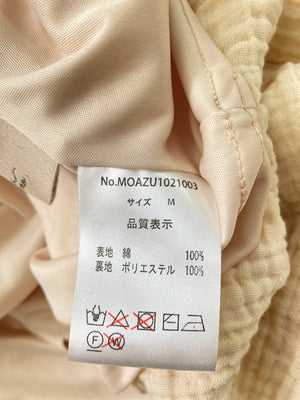 No.MOAZU1021003
サイズ M
品質表示
表地 綿 100%
裏地 ポリエステル 100%
F W